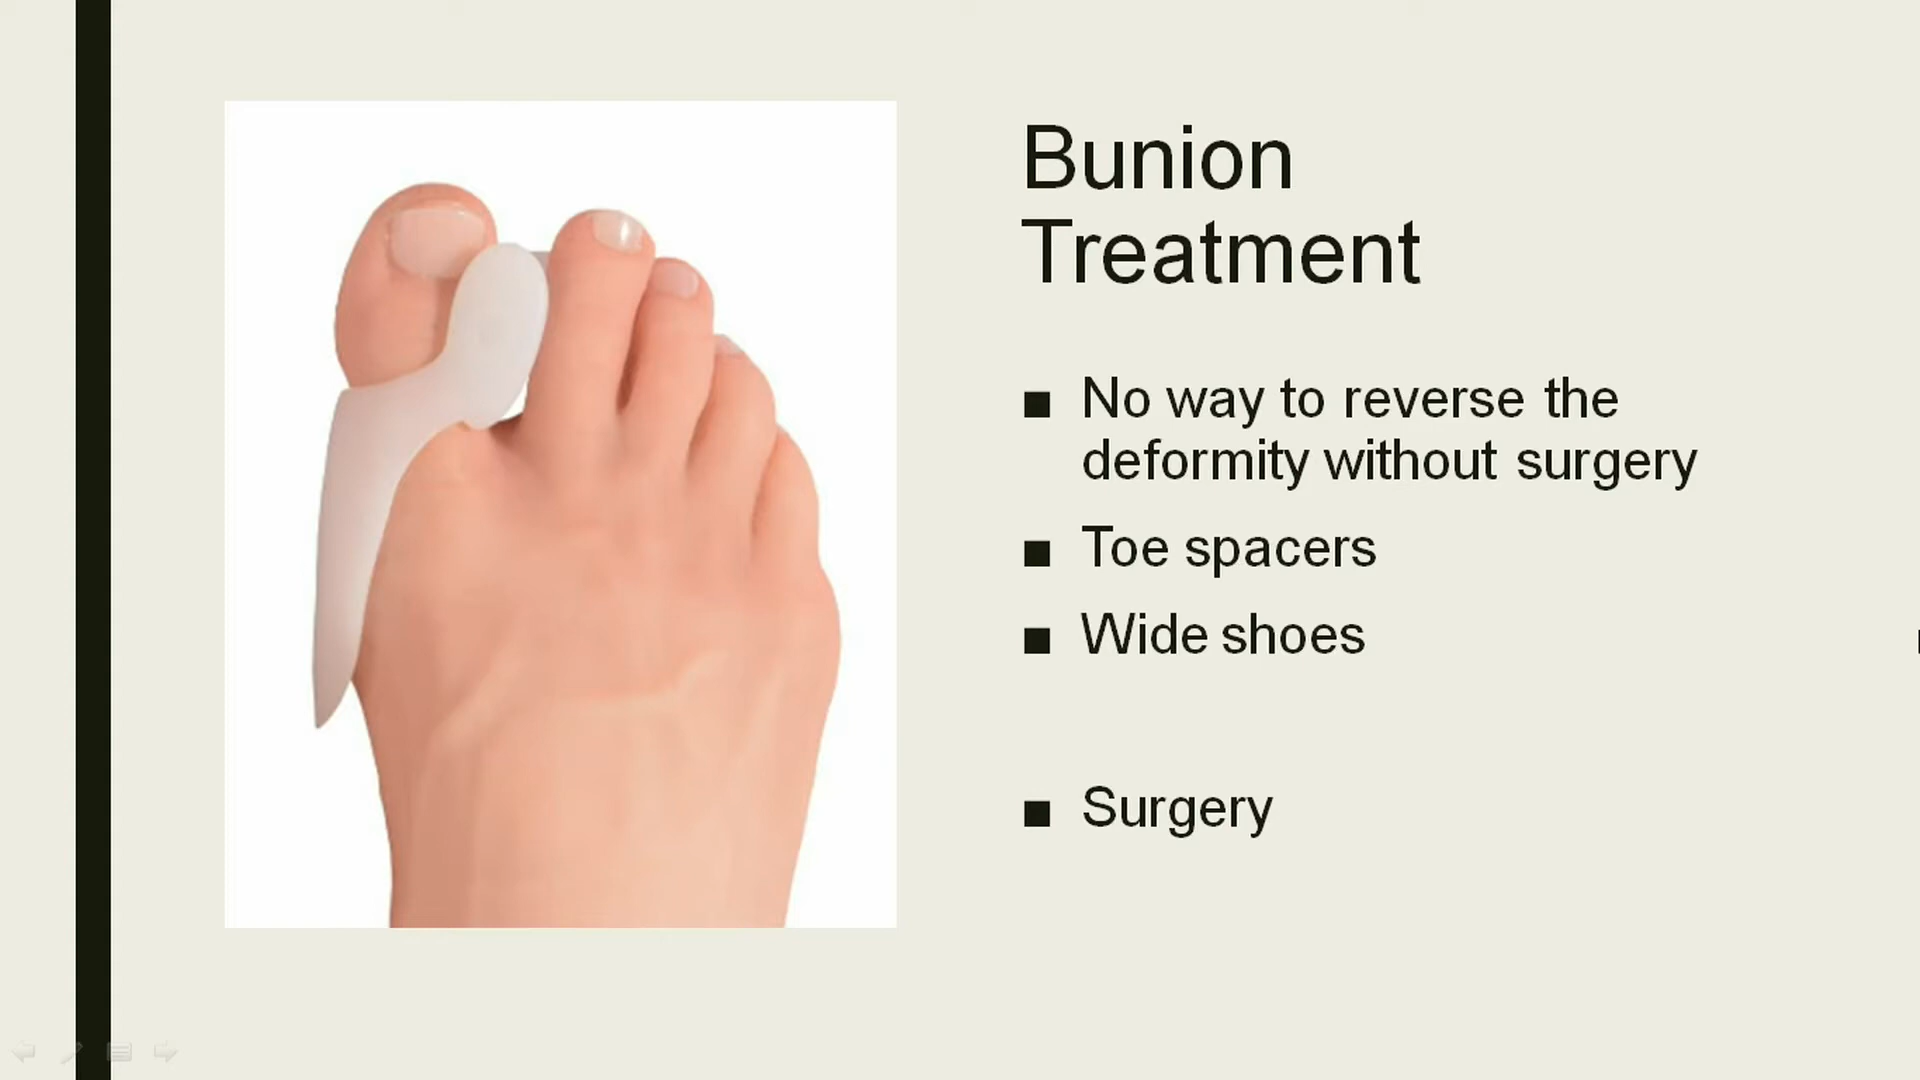 Bunion
Treatment
■ No way to reverse the
deformity without surgery
■ Toe spacers
■ Wide shoes
■ Surgery